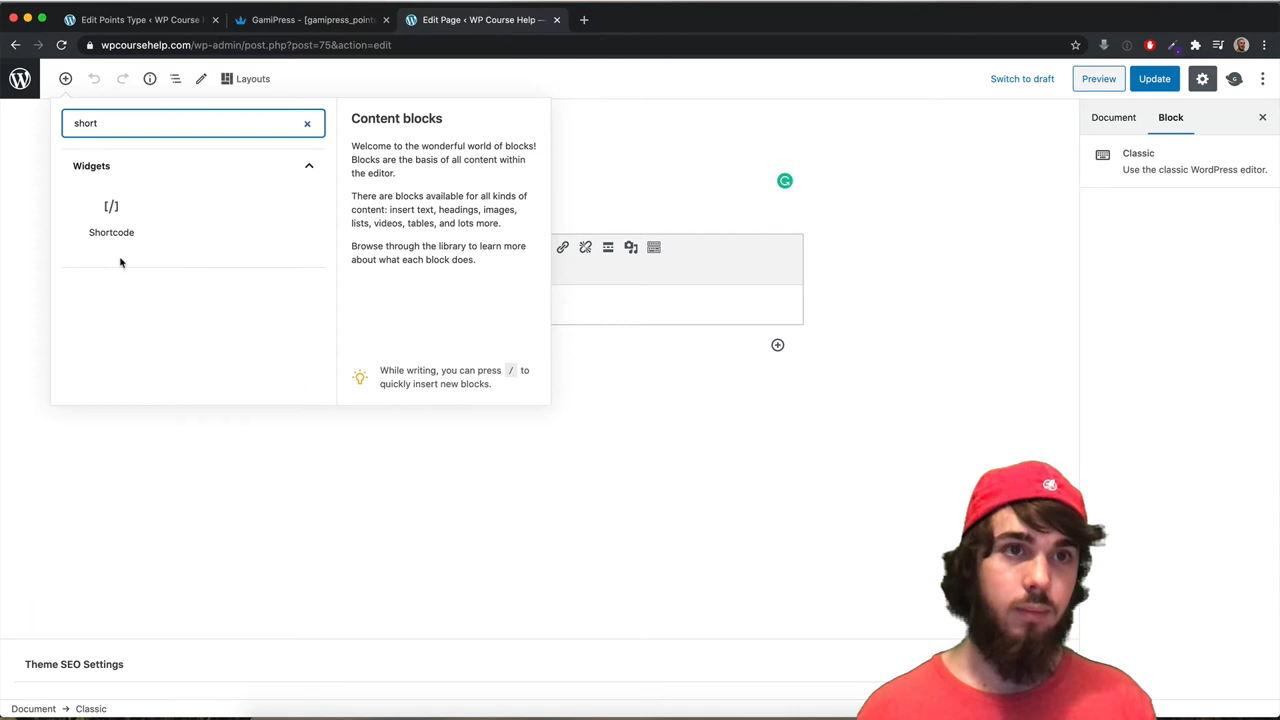 Edit Points Type ‹ WP Course H
GamiPress – [gamipress_point
Edit Page ‹ WP Course Help —
wpcoursehelp.com/wp-admin/post.php?post=75&action=edit
Layouts
Switch to draft
Preview
Update
short
Widgets
[/]
Shortcode
Content blocks
Welcome to the wonderful world of blocks!
Blocks are the basis of all content within
the editor.
There are blocks available for all kinds of
content: insert text, headings, images,
lists, videos, tables, and lots more.
Browse through the library to learn more
about what each block does.
While writing, you can press / to
quickly insert new blocks.
Document
Block
Classic
Use the classic WordPress editor.
Theme SEO Settings
Document → Classic